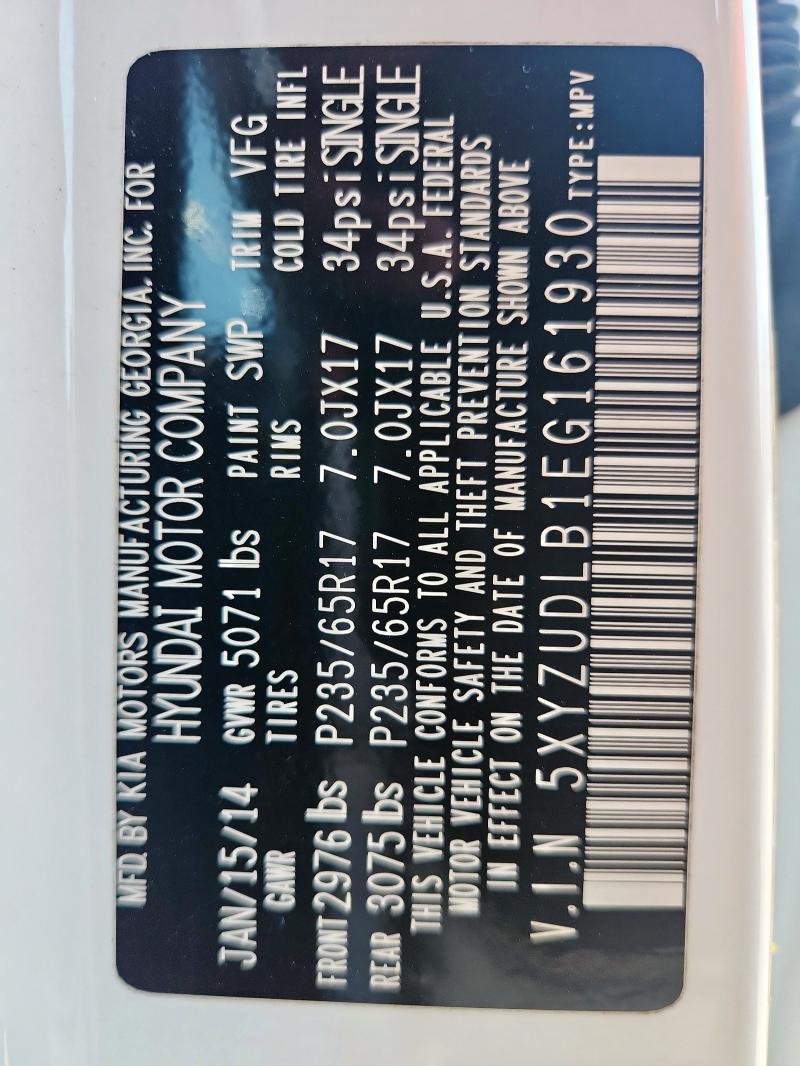 MFD. BY KIA MOTORS MANUFACTURING GEORGIA, INC. FOR
HYUNDAI MOTOR COMPANY
JAN/15/14 GVWR 5071 lbs PAINT SWP TRIM VFG
GAWR TIRES RIMS COLD TIRE INFL
FRONT 2976 lbs P235/65R17 7.0JX17 34psi SINGLE
REAR 3075 lbs P235/65R17 7.0JX17 34psi SINGLE
THIS VEHICLE CONFORMS TO ALL APPLICABLE U.S.A. FEDERAL
MOTOR VEHICLE SAFETY AND THEFT PREVENTION STANDARDS
IN EFFECT ON THE DATE OF MANUFACTURE SHOWN ABOVE
V.I.N 5XYZUDLB1EG161930 TYPE:MPV